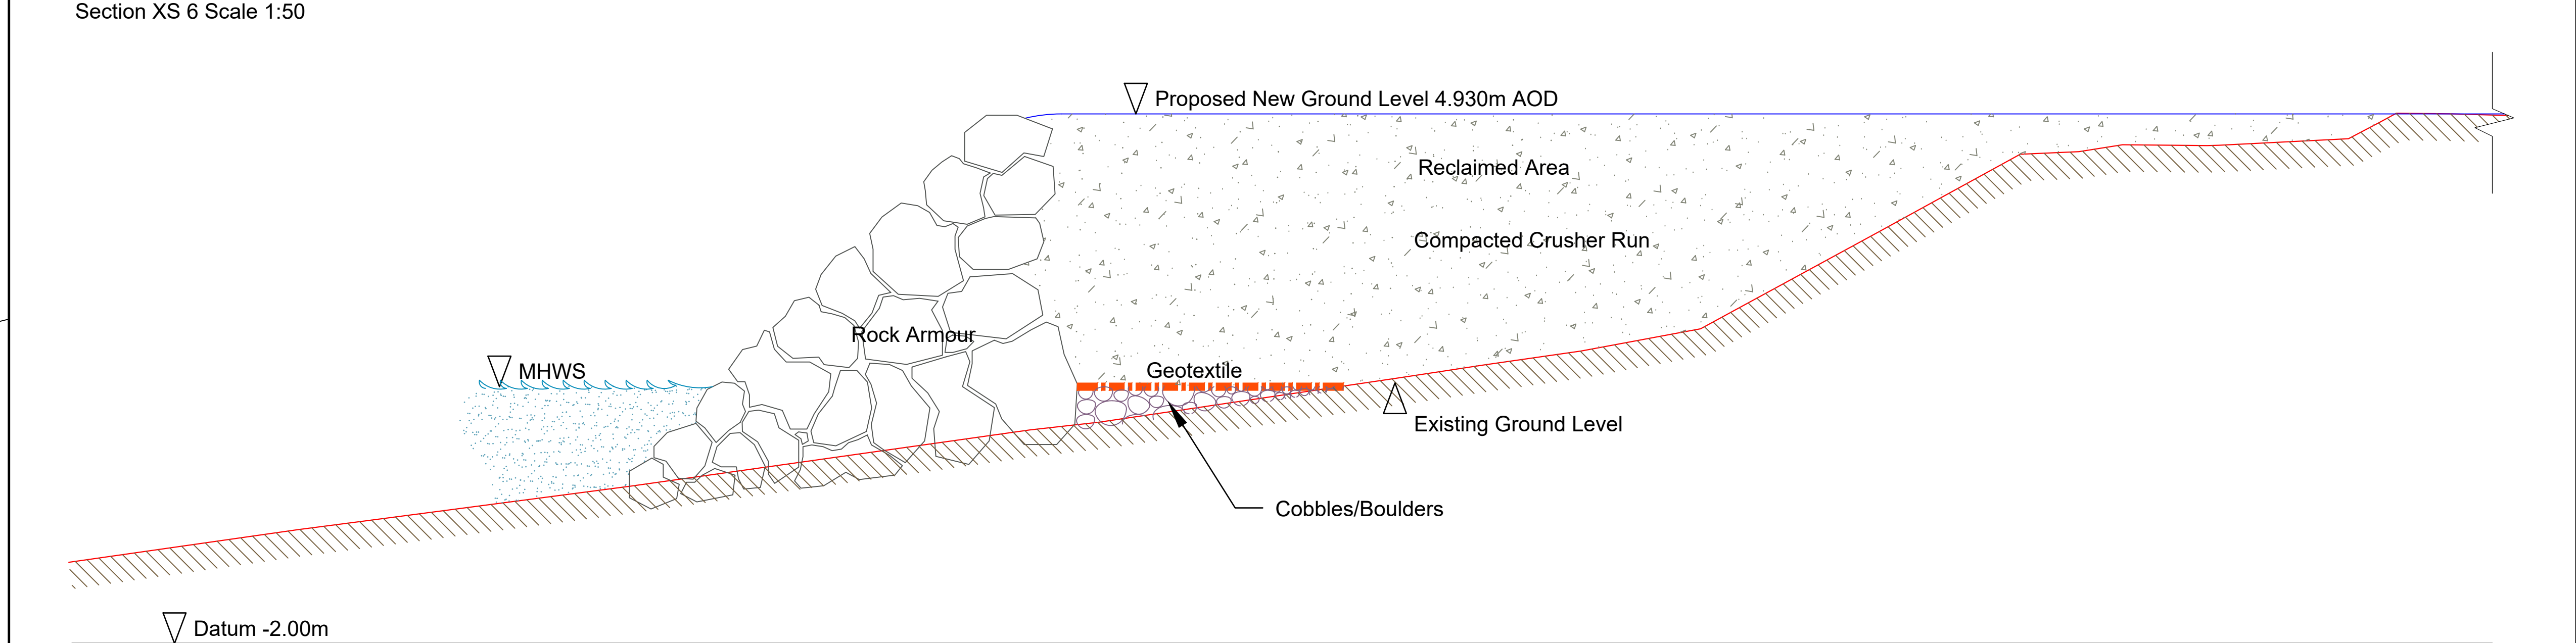 Section XS 6 Scale 1:50
Proposed New Ground Level 4.930m AOD
Reclaimed Area
Compacted Crusher Run
Rock Armour
MHWS
Geotextile
Existing Ground Level
Cobbles/Boulders
Datum -2.00m